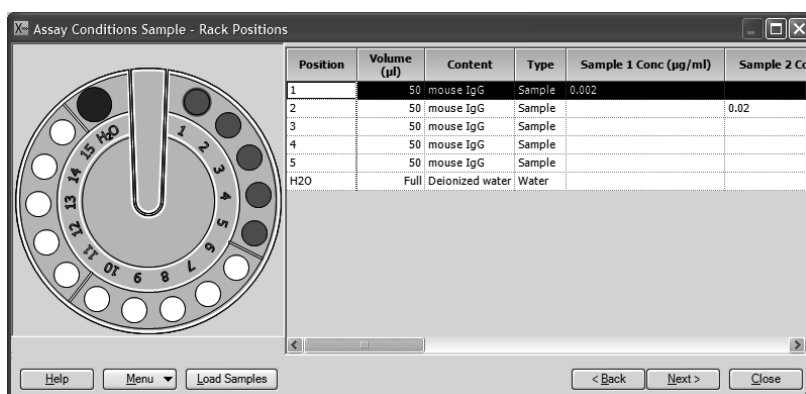 Assay Conditions Sample - Rack Positions
H2O 1 2 3 4 5 6 7 8 9 10 11 12 13 14 15
Position Volume (µl) Content Type Sample 1 Conc (µg/ml) Sample 2 Co
1 50 mouse IgG Sample 0.002
2 50 mouse IgG Sample 0.02
3 50 mouse IgG Sample
4 50 mouse IgG Sample
5 50 mouse IgG Sample
H2O Full Deionized water Water
Help Menu Load Samples < Back Next > Close